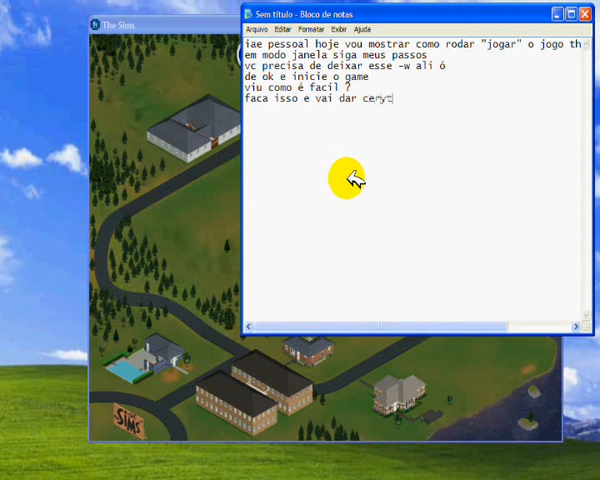 The Sims
Sem título - Bloco de notas
Arquivo Editar Formatar Exibir Ajuda
iae pessoal hoje vou mostrar como rodar "jogar" o jogo th
em modo janela siga meus passos
vc precisa de deixar esse -w ali ó
de ok e inicie o game
viu como é facil ?
faca isso e vai dar
SIMS